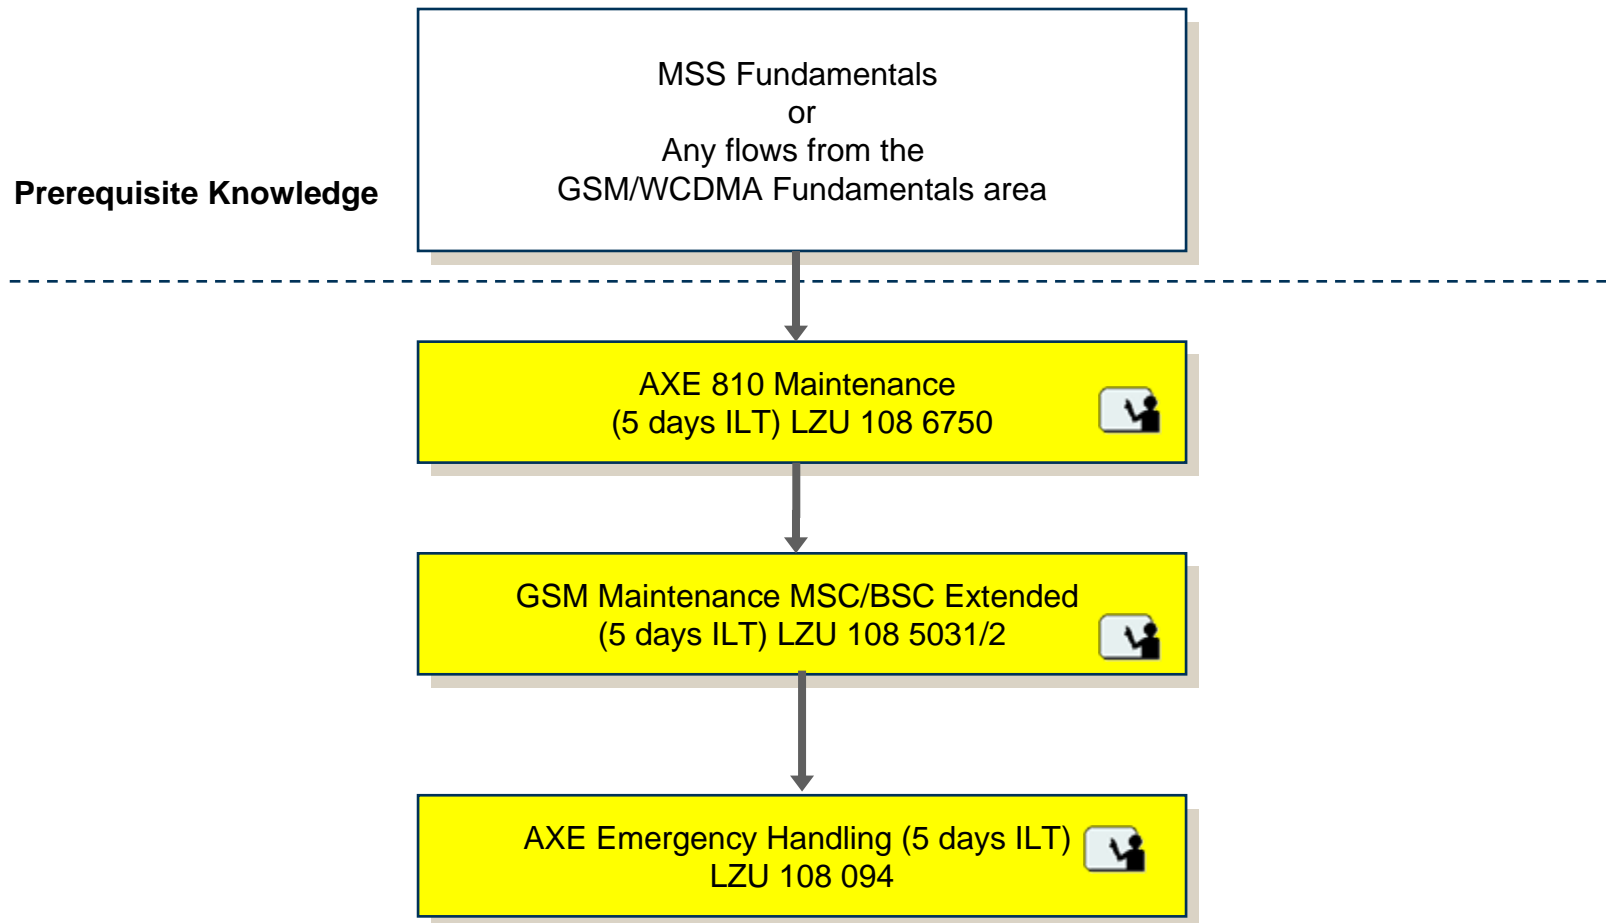 MSS Fundamentals
or
Any flows from the
GSM/WCDMA Fundamentals area
Prerequisite Knowledge
AXE 810 Maintenance
(5 days ILT) LZU 108 6750
GSM Maintenance MSC/BSC Extended
(5 days ILT) LZU 108 5031/2
AXE Emergency Handling (5 days ILT)
LZU 108 094